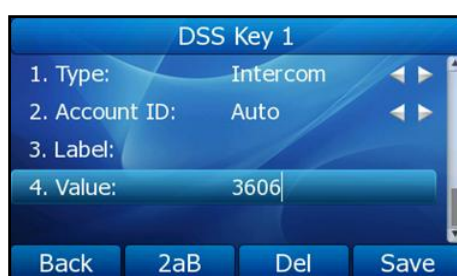 DSS Key 1
1. Type: Intercom
2. Account ID: Auto
3. Label:
4. Value: 3606
Back 2aB Del Save